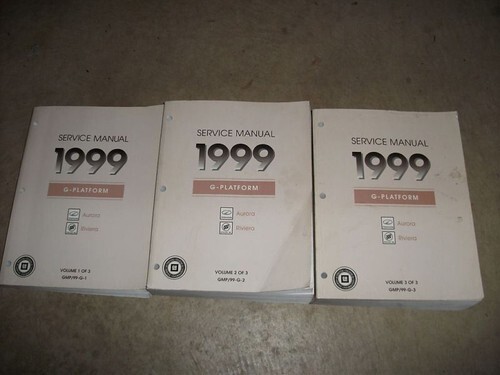 SERVICE MANUAL
1999
G-PLATFORM
Aurora
Riviera
VOLUME 1 OF 3
GMP/99-G-1
SERVICE MANUAL
1999
G-PLATFORM
Aurora
Riviera
VOLUME 2 OF 3
GMP/99-G-2
SERVICE MANUAL
1999
G-PLATFORM
Aurora
Riviera
VOLUME 3 OF 3
GMP/99-G-3